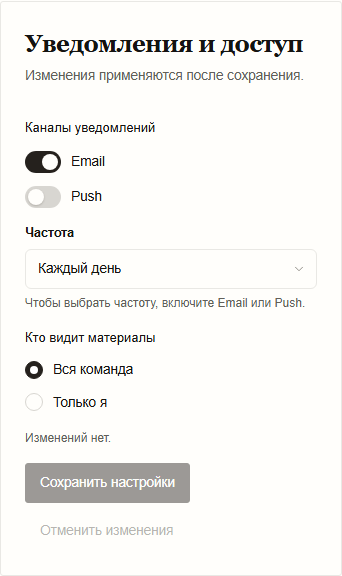 Уведомления и доступ
Изменения применяются после сохранения.
Каналы уведомлений
Email
Push
Частота
Каждый день
Чтобы выбрать частоту, включите Email или Push.
Кто видит материалы
Вся команда
Только я
Изменений нет.
Сохранить настройки
Отменить изменения